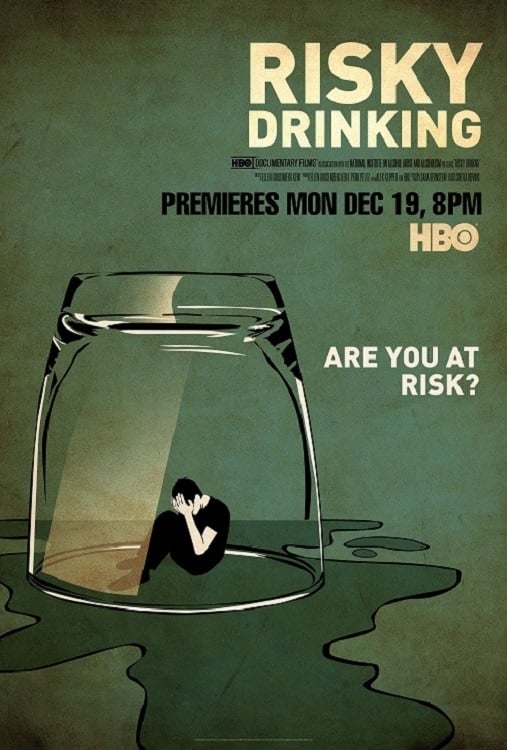 RISKY
DRINKING
HBO DOCUMENTARY FILMS
PREMIERES MON DEC 19, 8PM
HBO
ARE YOU AT
RISK?